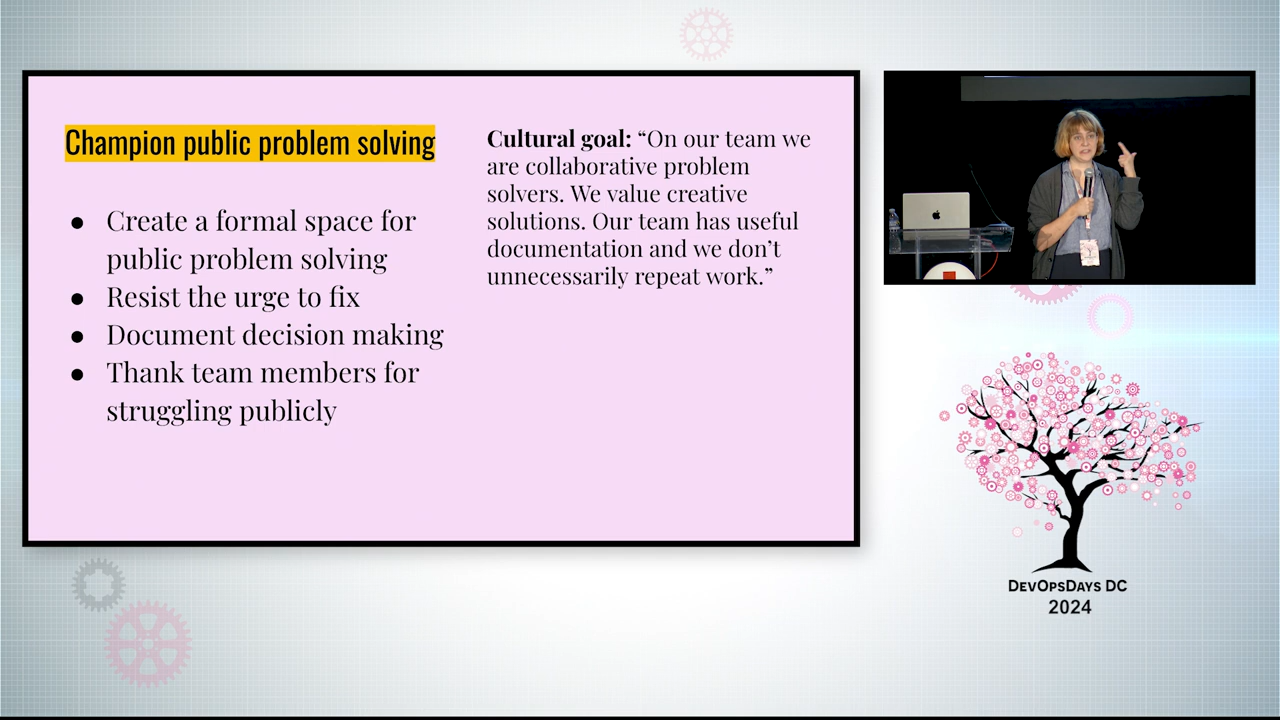 Champion public problem solving
● Create a formal space for
public problem solving
● Resist the urge to fix
● Document decision making
● Thank team members for
struggling publicly
Cultural goal: “On our team we
are collaborative problem
solvers. We value creative
solutions. Our team has useful
documentation and we don’t
unnecessarily repeat work.”
DevOpsDays DC
2024